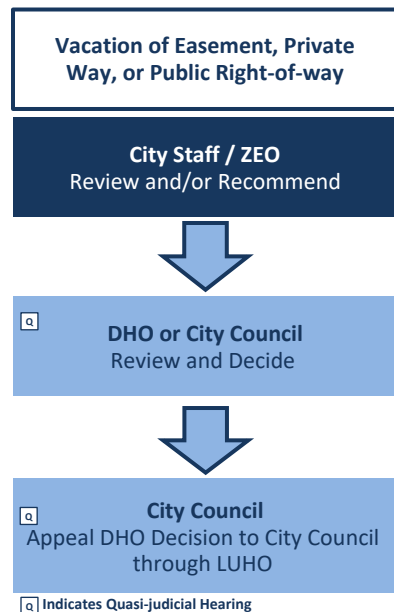 Vacation of Easement, Private
Way, or Public Right-of-way
City Staff / ZEO
Review and/or Recommend
Q
DHO or City Council
Review and Decide
Q
City Council
Appeal DHO Decision to City Council
through LUHO
Q Indicates Quasi-judicial Hearing